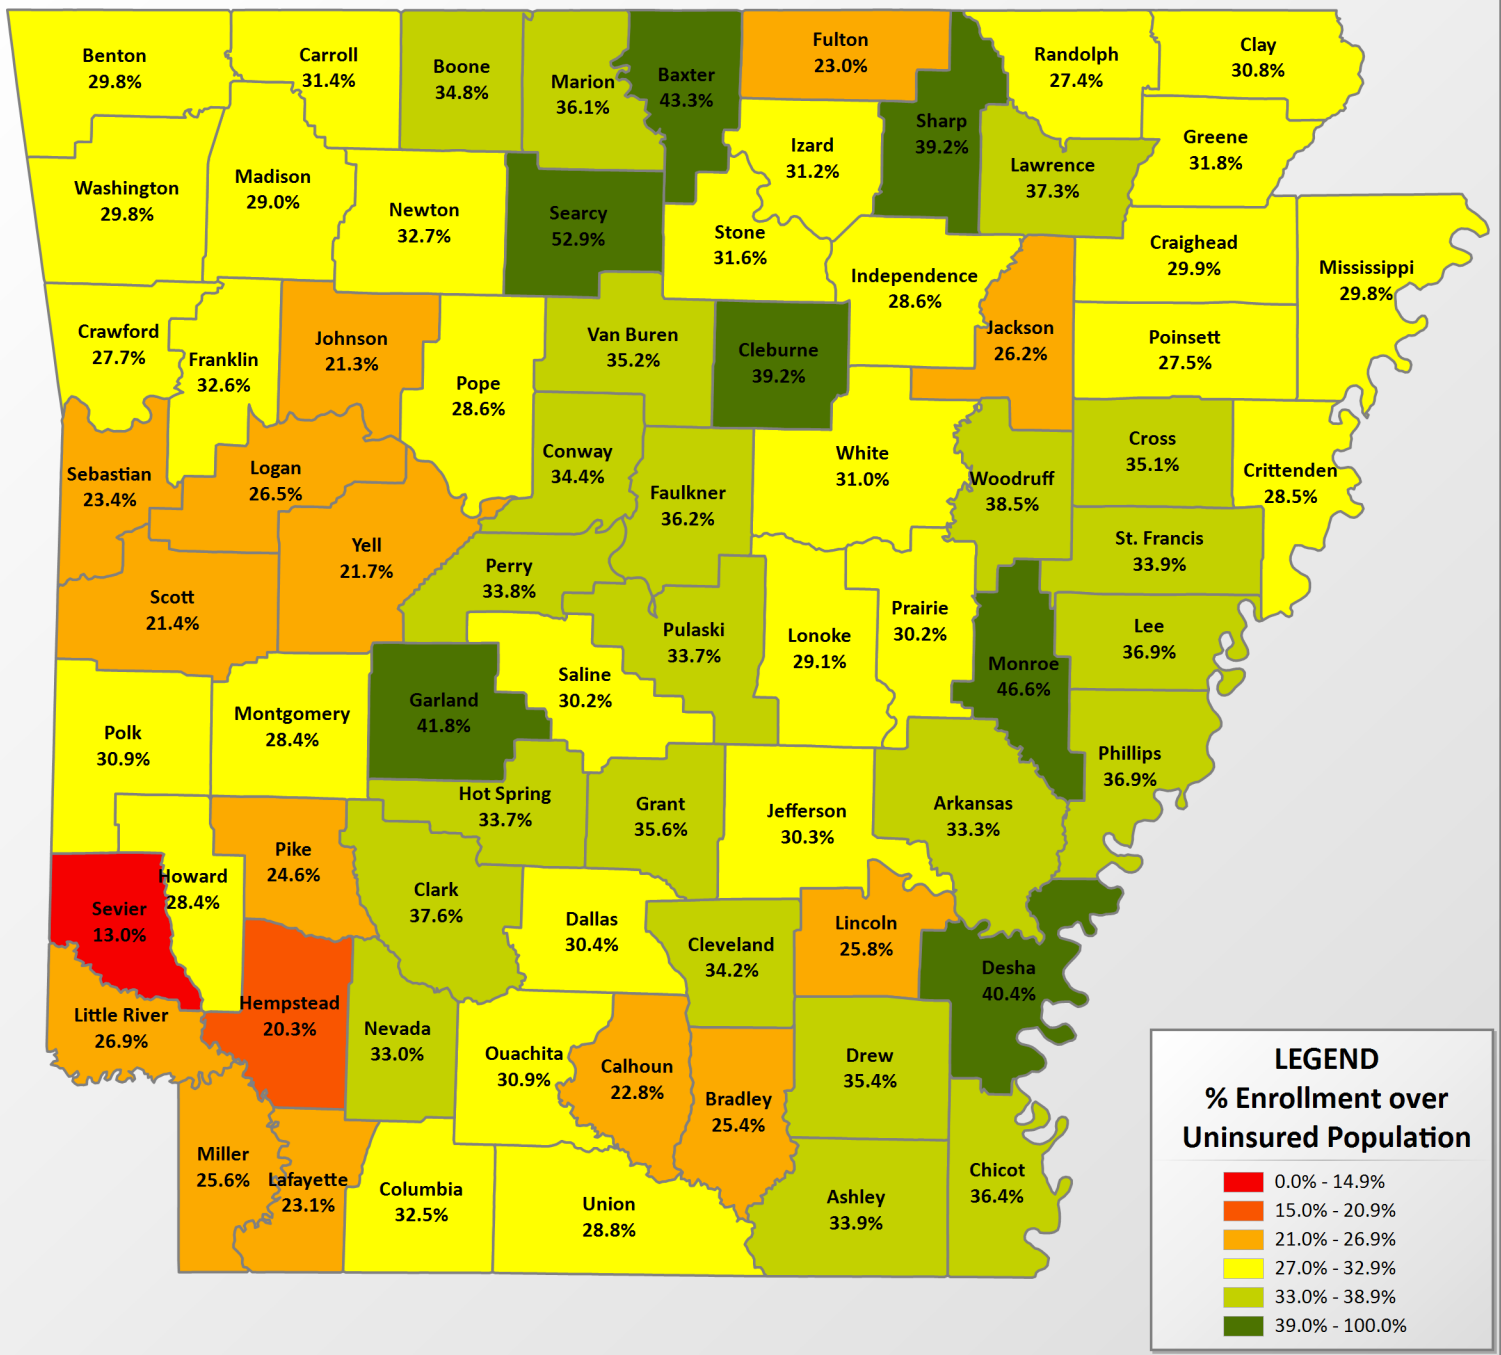 Benton
29.8%
Carroll
31.4%
Boone
34.8%
Marion
36.1%
Baxter
43.3%
Fulton
23.0%
Sharp
39.2%
Randolph
27.4%
Clay
30.8%
Greene
31.8%
Izard
31.2%
Lawrence
37.3%
Washington
29.8%
Madison
29.0%
Newton
32.7%
Searcy
52.9%
Stone
31.6%
Independence
28.6%
Craighead
29.9%
Mississippi
29.8%
Crawford
27.7%
Franklin
32.6%
Johnson
21.3%
Pope
28.6%
Van Buren
35.2%
Cleburne
39.2%
Jackson
26.2%
Poinsett
27.5%
Sebastian
23.4%
Logan
26.5%
Conway
34.4%
Faulkner
36.2%
White
31.0%
Woodruff
38.5%
Cross
35.1%
Crittenden
28.5%
Scott
21.4%
Yell
21.7%
Perry
33.8%
Pulaski
33.7%
Lonoke
29.1%
Prairie
30.2%
St. Francis
33.9%
Lee
36.9%
Monroe
46.6%
Polk
30.9%
Montgomery
28.4%
Garland
41.8%
Saline
30.2%
Phillips
36.9%
Hot Spring
33.7%
Grant
35.6%
Jefferson
30.3%
Arkansas
33.3%
Howard
28.4%
Pike
24.6%
Clark
37.6%
Sevier
13.0%
Dallas
30.4%
Cleveland
34.2%
Lincoln
25.8%
Desha
40.4%
Little River
26.9%
Hempstead
20.3%
Nevada
33.0%
Ouachita
30.9%
Calhoun
22.8%
Bradley
25.4%
Drew
35.4%
Miller
25.6%
Lafayette
23.1%
Columbia
32.5%
Union
28.8%
Ashley
33.9%
Chicot
36.4%
LEGEND
% Enrollment over
Uninsured Population
0.0% - 14.9%
15.0% - 20.9%
21.0% - 26.9%
27.0% - 32.9%
33.0% - 38.9%
39.0% - 100.0%